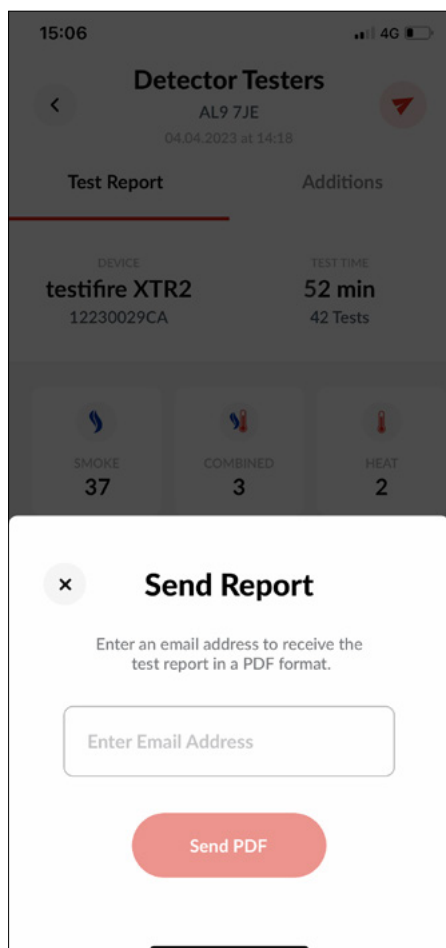 15:06
4G
Detector Testers
AL9 7JE
04.04.2023 at 14:18
Test Report
Additions
DEVICE
TEST TIME
testifire XTR2
52 min
12230029CA
42 Tests
SMOKE
COMBINED
HEAT
37
3
2
Send Report
Enter an email address to receive the
test report in a PDF format.
Enter Email Address
Send PDF